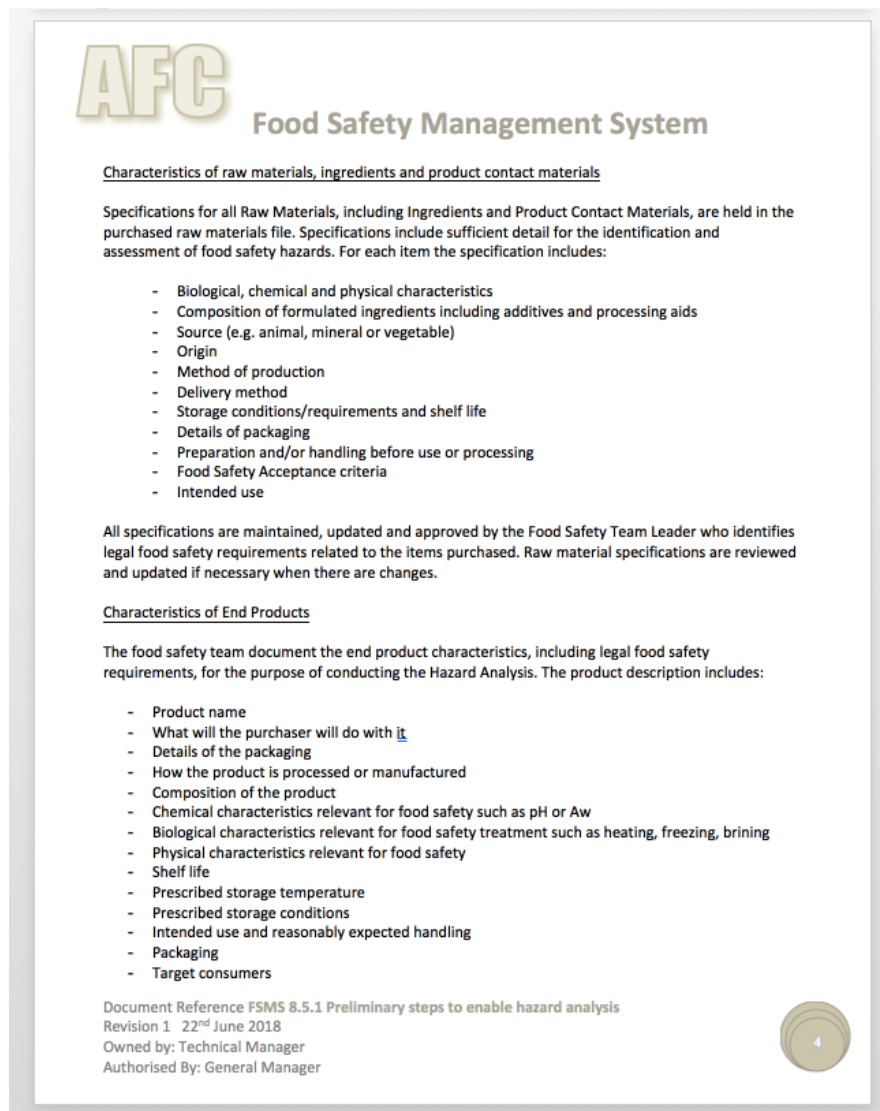 AFC
Food Safety Management System
Characteristics of raw materials, ingredients and product contact materials
Specifications for all Raw Materials, including Ingredients and Product Contact Materials, are held in the
purchased raw materials file. Specifications include sufficient detail for the identification and
assessment of food safety hazards. For each item the specification includes:
- Biological, chemical and physical characteristics
- Composition of formulated ingredients including additives and processing aids
- Source (e.g. animal, mineral or vegetable)
- Origin
- Method of production
- Delivery method
- Storage conditions/requirements and shelf life
- Details of packaging
- Preparation and/or handling before use or processing
- Food Safety Acceptance criteria
- Intended use
All specifications are maintained, updated and approved by the Food Safety Team Leader who identifies
legal food safety requirements related to the items purchased. Raw material specifications are reviewed
and updated if necessary when there are changes.
Characteristics of End Products
The food safety team document the end product characteristics, including legal food safety
requirements, for the purpose of conducting the Hazard Analysis. The product description includes:
- Product name
- What will the purchaser will do with it
- Details of the packaging
- How the product is processed or manufactured
- Composition of the product
- Chemical characteristics relevant for food safety such as pH or Aw
- Biological characteristics relevant for food safety treatment such as heating, freezing, brining
- Physical characteristics relevant for food safety
- Shelf life
- Prescribed storage temperature
- Prescribed storage conditions
- Intended use and reasonably expected handling
- Packaging
- Target consumers
Document Reference FSMS 8.5.1 Preliminary steps to enable hazard analysis
Revision 1 22nd June 2018
Owned by: Technical Manager
Authorised By: General Manager
4